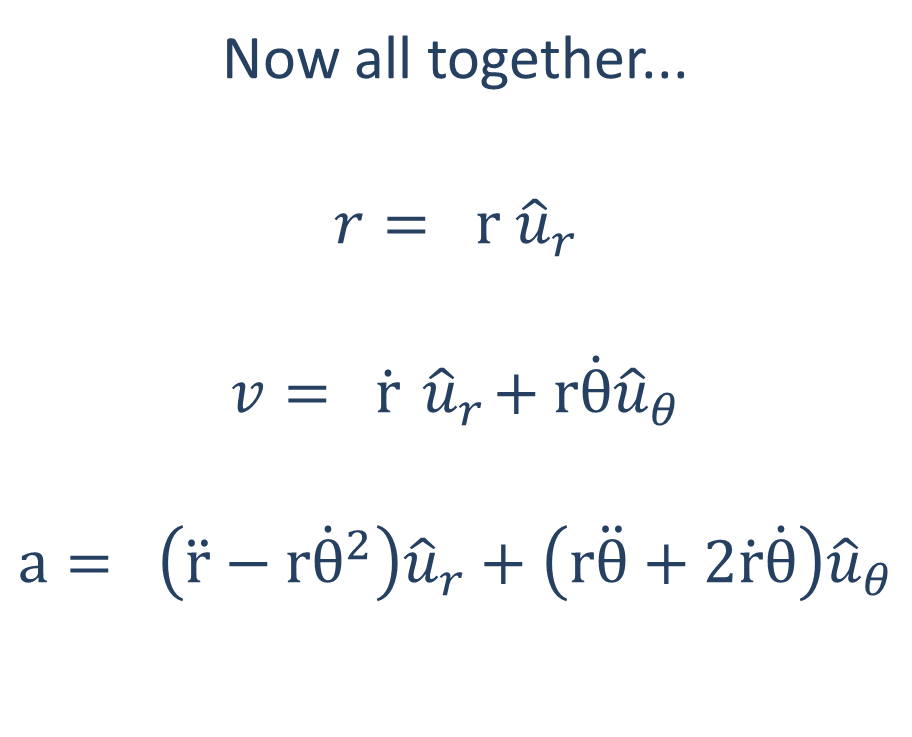 Now all together...
r = r û_r
v = ṙ û_r + rθ̇û_θ
a = (r̈ − rθ̇²)û_r + (rθ̈ + 2ṙθ̇)û_θ